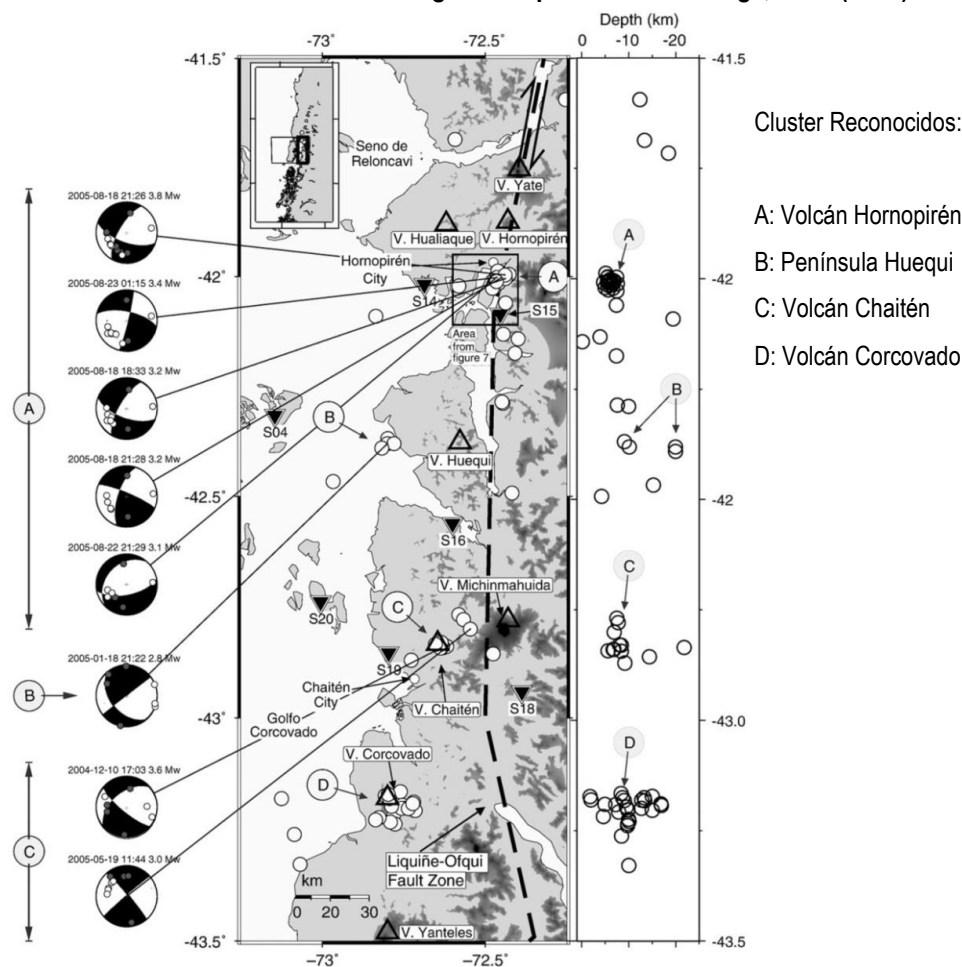 Depth (km)
-73°
-72.5°
0
-10
-20
-41.5°
-41.5
Seno de
Reloncavi
V. Yate
V. Hualiaque
V. Hornopirén
Hornopirén
City
-42°
-42
A
A
S14
S15
Area
from
figure 7
B
B
S04
V. Huequi
-42.5°
-42
S16
V. Michinmahuida
C
C
S20
S19
Chaitén
City
V. Chaitén
S18
Golfo
Corcovado
-43°
-43.0
V. Corcovado
D
D
Liquiñe-Ofqui
Fault Zone
km
0 10 20 30
V. Yanteles
-43.5°
-43.5
-73°
-72.5°
2005-08-18 21:26 3.8 Mw
2005-08-23 01:15 3.4 Mw
2005-08-18 18:33 3.2 Mw
A
2005-08-18 21:28 3.2 Mw
2005-08-22 21:29 3.1 Mw
2005-01-18 21:22 2.8 Mw
B
2004-12-10 17:03 3.6 Mw
C
2005-05-19 11:44 3.0 Mw
Cluster Reconocidos:
A: Volcán Hornopirén
B: Península Huequi
C: Volcán Chaitén
D: Volcán Corcovado